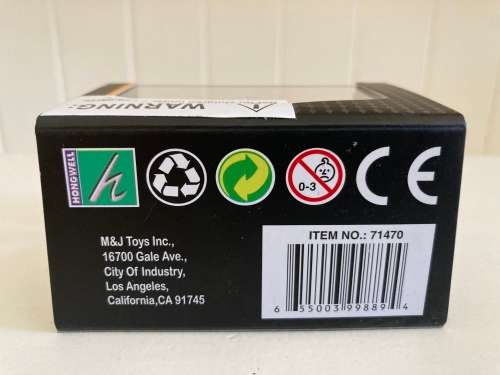 WARNING:
HONGWELL
h
0-3
CE
M&J Toys Inc.,
16700 Gale Ave.,
City Of Industry,
Los Angeles,
California,CA 91745
ITEM NO.: 71470
6 55003 99889 4